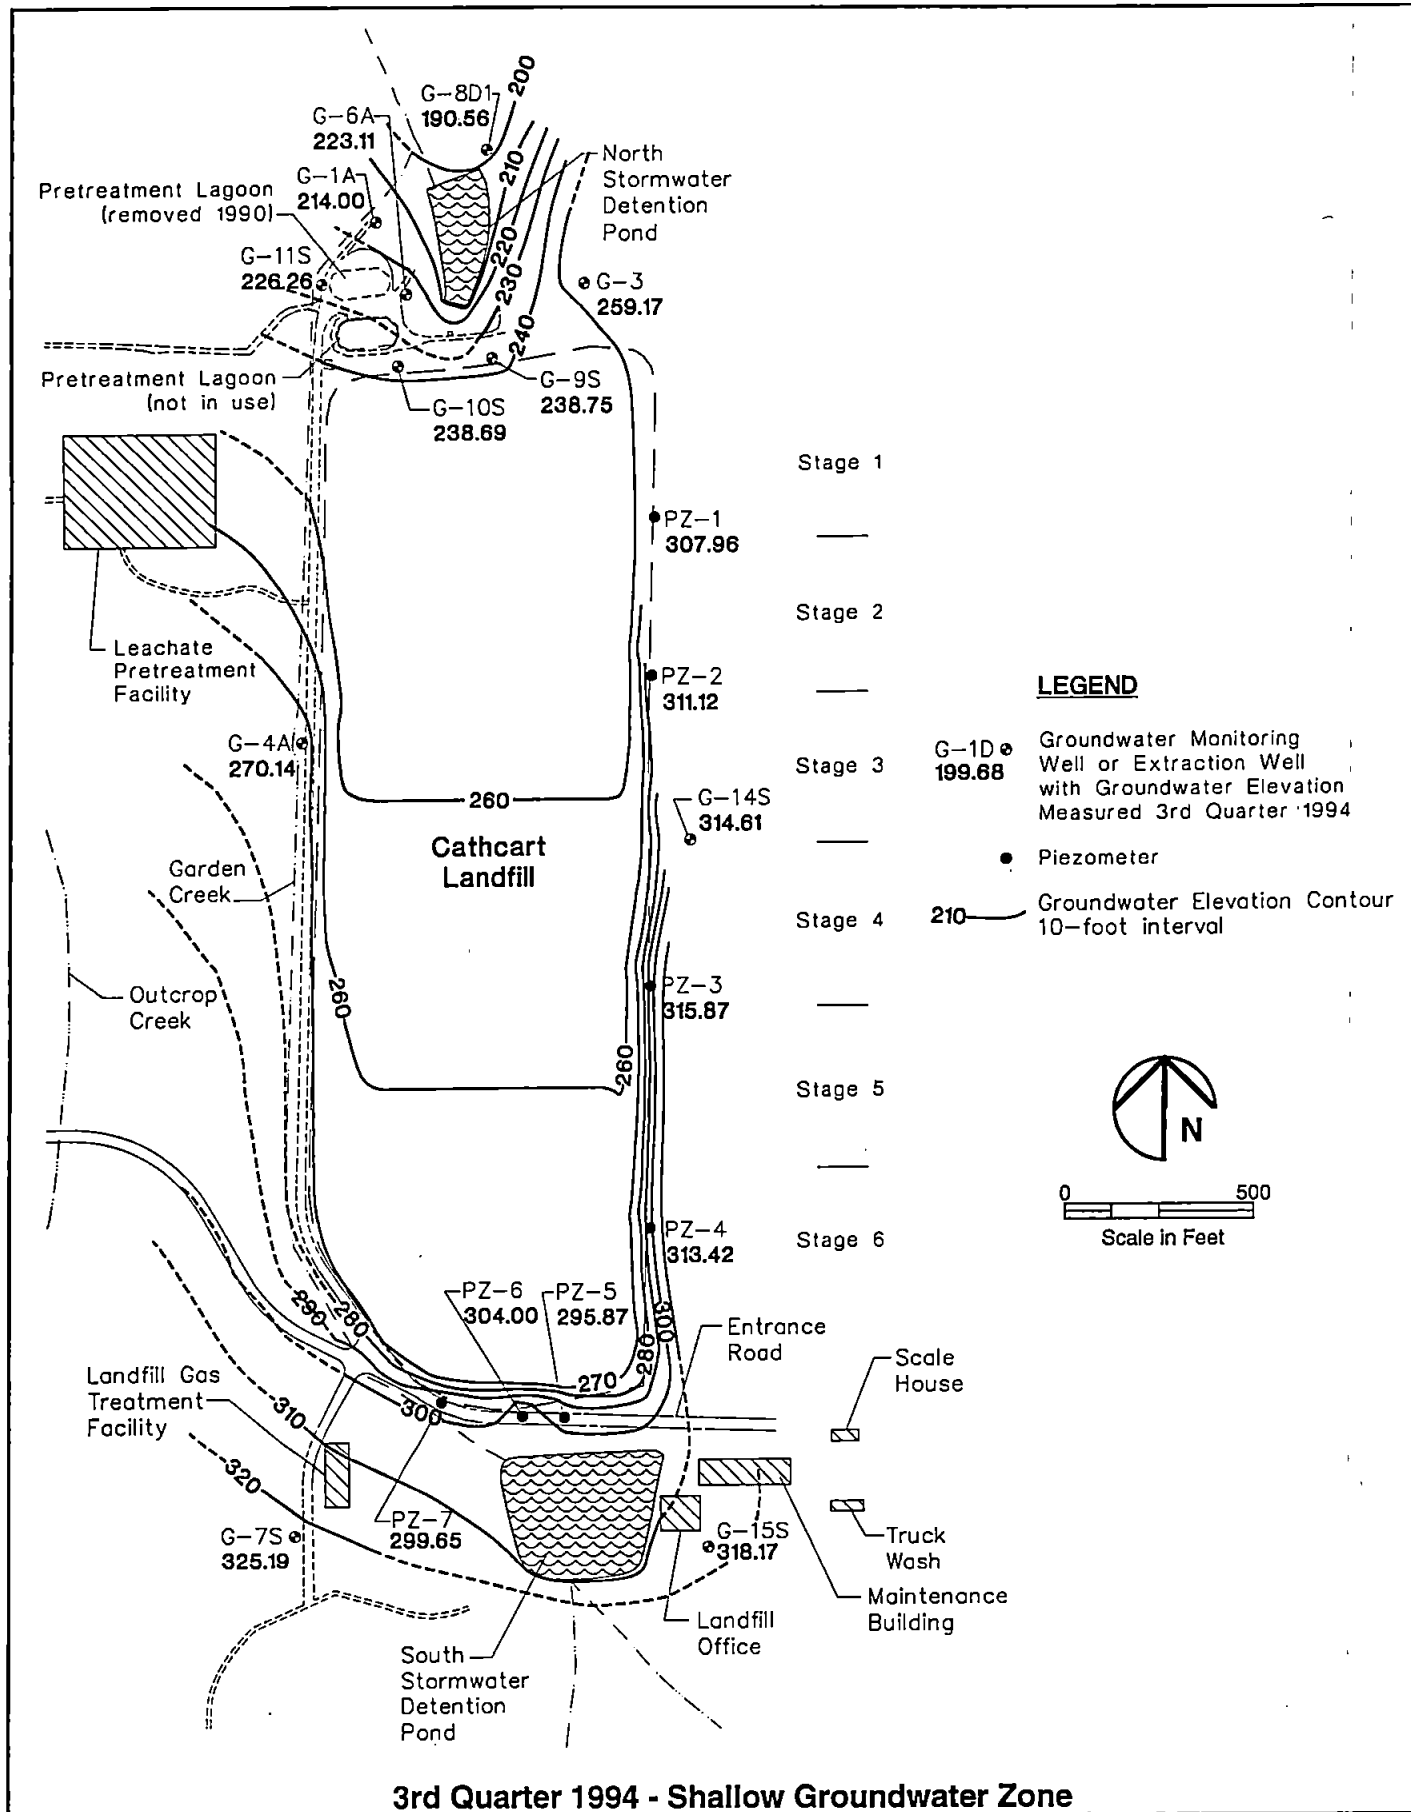 200
G-8D1
190.56
G-6A
223.11
210
North
Stormwater
Detention
Pond
G-1A
214.00
Pretreatment Lagoon
(removed 1990)
220
G-11S
226.26
230
G-3
259.17
240
Pretreatment Lagoon
(not in use)
G-9S
238.75
G-10S
238.69
Stage 1
PZ-1
307.96
Stage 2
Leachate
Pretreatment
Facility
PZ-2
311.12
LEGEND
G-4A
270.14
Stage 3
G-1D
199.68
Groundwater Monitoring
Well or Extraction Well
with Groundwater Elevation
Measured 3rd Quarter 1994
260
G-14S
314.61
Cathcart
Landfill
Piezometer
Garden
Creek
Stage 4
210
Groundwater Elevation Contour
10-foot interval
260
PZ-3
315.87
Outcrop
Creek
260
Stage 5
N
0 500
Scale in Feet
PZ-4
313.42
Stage 6
PZ-6
304.00
PZ-5
295.87
290
280
300
Entrance
Road
280
270
Scale
House
Landfill Gas
Treatment
Facility
310
300
320
PZ-7
299.65
G-7S
325.19
G-15S
318.17
Truck
Wash
Maintenance
Building
Landfill
Office
South
Stormwater
Detention
Pond
3rd Quarter 1994 - Shallow Groundwater Zone